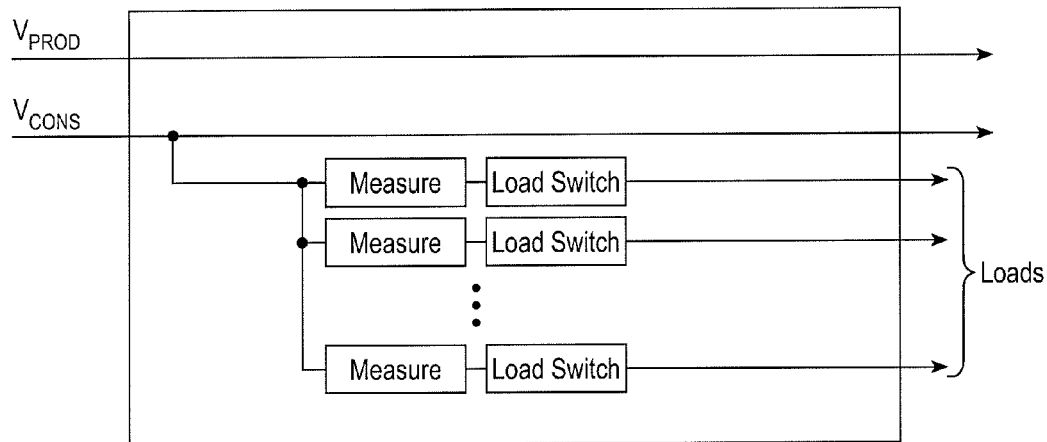 V_PROD
V_CONS
Measure Load Switch
Measure Load Switch
Loads
Measure Load Switch